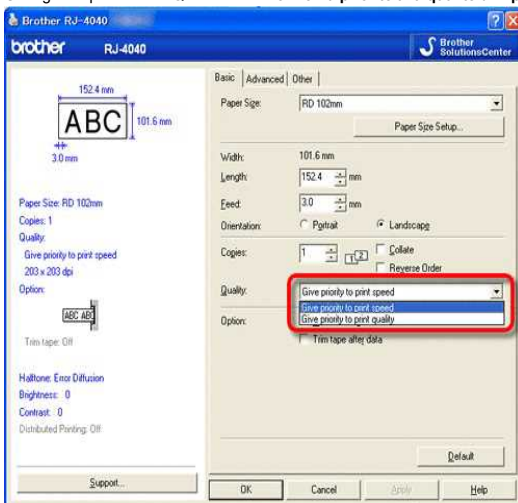 Brother RJ-4040
brother RJ-4040
Brother
SolutionsCenter
152.4 mm
ABC
101.6 mm
3.0 mm
Paper Size: RD 102mm
Copies: 1
Quality:
Give priority to print speed
203 x 203 dpi
Option:
ABC ABC
Trim tape: Off
Halftone: Error Diffusion
Brightness: 0
Contrast: 0
Distributed Printing: Off
Support...
Basic Advanced Other
Paper Size: RD 102mm
Paper Size Setup...
Width: 101.6 mm
Length: 152.4 mm
Feed: 3.0 mm
Orientation: Portrait Landscape
Copies: 1 1 2 Collate
Reverse Order
Quality: Give priority to print speed
Give priority to print speed
Give priority to print quality
Option:
Trim tape after data
Default
OK Cancel Apply Help